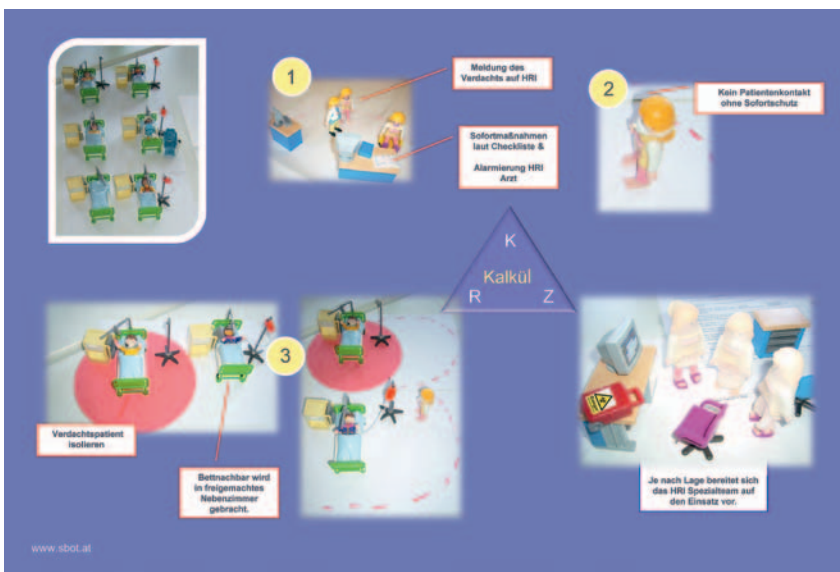 1
Meldung des
Verdachts auf HRI
Sofortmaßnahmen
laut Checkliste &
Alarmierung HRI
Arzt
2
Kein Patientenkontakt
ohne Sofortschutz
K
Kalkül
R Z
3
Verdachtspatient
isolieren
Bettnachbar wird
in freigemachtes
Nebenzimmer
gebracht.
Je nach Lage bereitet sich
das HRI Spezialteam auf
den Einsatz vor.
www.sbot.at